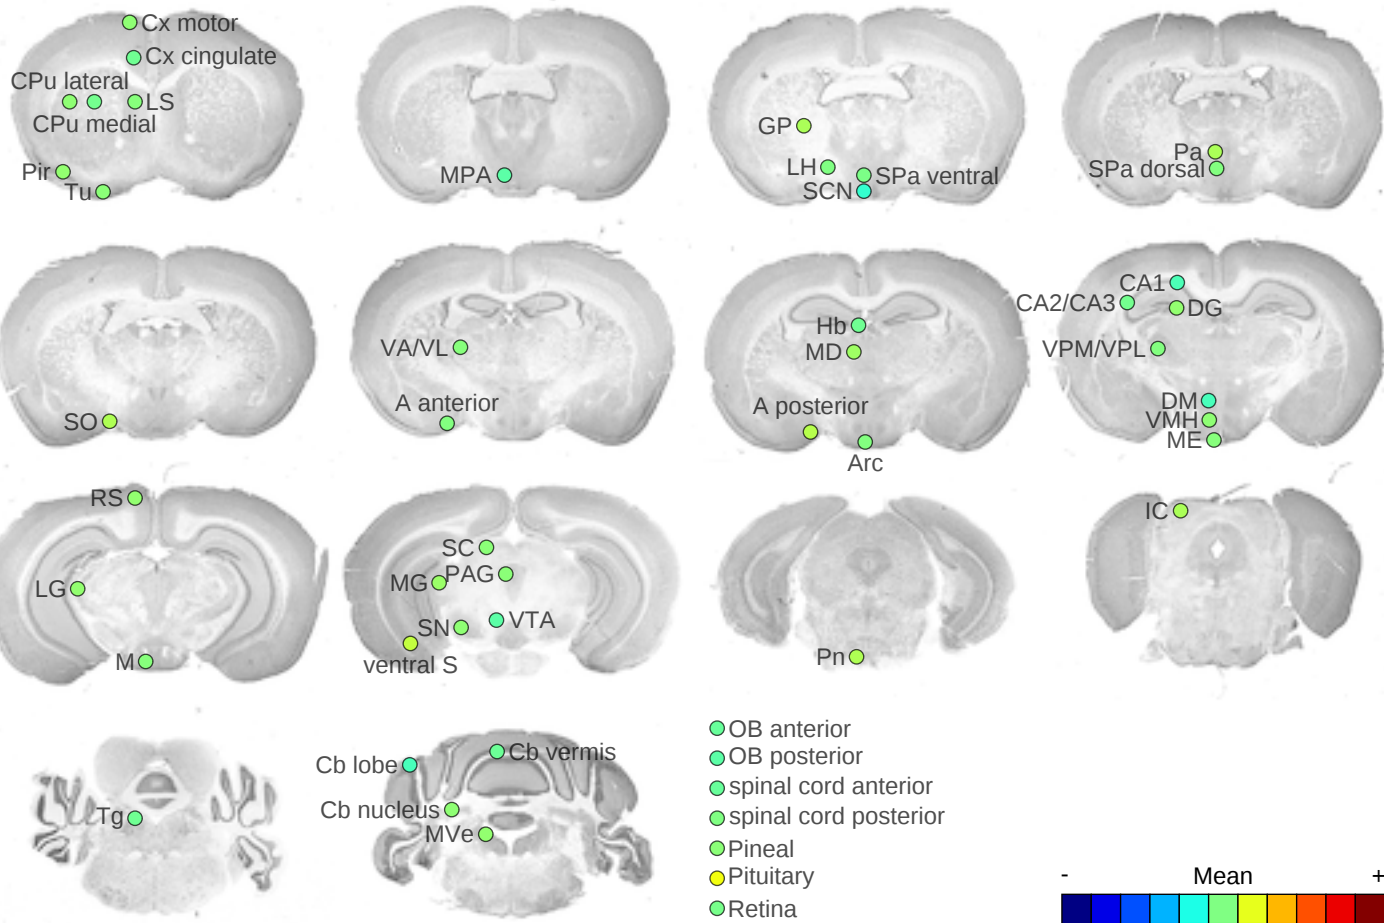 Cx motor
Cx cingulate
CPu lateral
LS
CPu medial
Pir
Tu
MPA
GP
LH
SPa ventral
SCN
Pa
SPa dorsal
SO
VA/VL
A anterior
Hb
MD
A posterior
Arc
CA1
CA2/CA3
DG
VPM/VPL
DM
VMH
ME
RS
LG
M
SC
MG
PAG
SN
VTA
ventral S
Pn
IC
Tg
Cb lobe
Cb vermis
Cb nucleus
MVe
OB anterior
OB posterior
spinal cord anterior
spinal cord posterior
Pineal
Pituitary
Retina
- Mean +